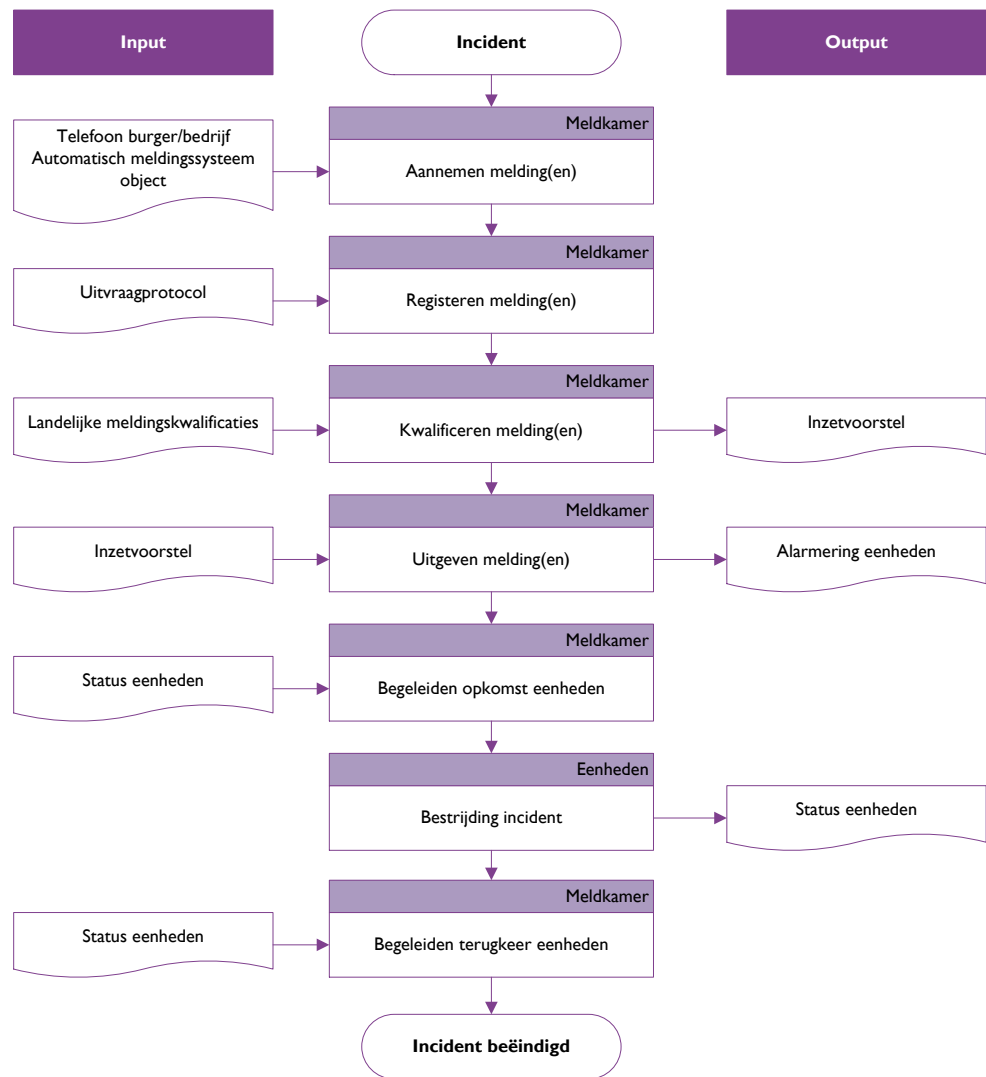 Input
Incident
Output
Meldkamer
Telefoon burger/bedrijf
Automatisch meldingssysteem
object
Aannemen melding(en)
Meldkamer
Uitvraagprotocol
Registeren melding(en)
Meldkamer
Landelijke meldingskwalificaties
Kwalificeren melding(en)
Inzetvoorstel
Meldkamer
Inzetvoorstel
Uitgeven melding(en)
Alarmering eenheden
Meldkamer
Status eenheden
Begeleiden opkomst eenheden
Eenheden
Bestrijding incident
Status eenheden
Meldkamer
Status eenheden
Begeleiden terugkeer eenheden
Incident beëindigd